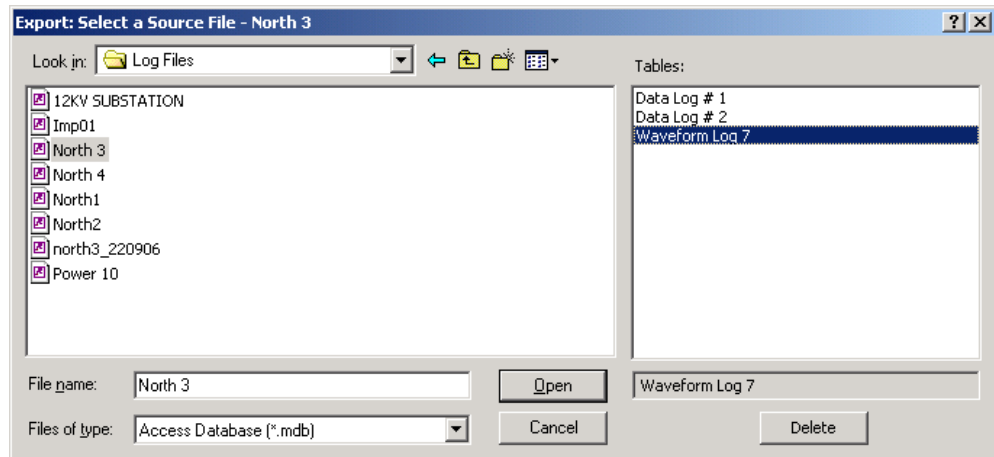 Export: Select a Source File - North 3
Look in: Log Files
Tables:
12KV SUBSTATION
Imp01
North 3
North 4
North1
North2
north3_220906
Power 10
Data Log # 1
Data Log # 2
Waveform Log 7
File name: North 3
Open
Waveform Log 7
Files of type: Access Database (*.mdb)
Cancel
Delete